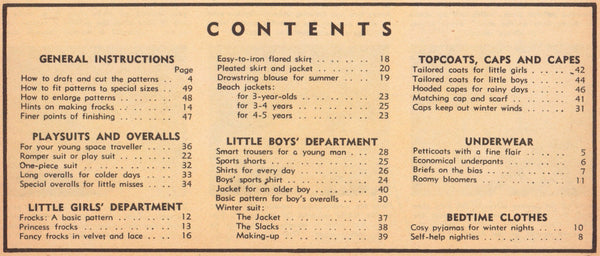 CONTENTS
GENERAL INSTRUCTIONS
Page
How to draft and cut the patterns . . 4
How to fit patterns to special sizes . . 49
How to enlarge patterns . . . . . 48
Hints on making frocks . . . . . 14
Finer points of finishing . . . . . 47
PLAYSUITS AND OVERALLS
For your young space traveller . . . . 36
Romper suit or play suit . . . . . 22
One-piece suit . . . . . . . . 32
Long overalls for colder days . . . . 33
Special overalls for little misses . . . . 34
LITTLE GIRLS' DEPARTMENT
Frocks: A basic pattern . . . . . . 12
Princess frocks . . . . . . . . 13
Fancy frocks in velvet and lace . . . . 16
Easy-to-iron flared skirt . . . . . . 18
Pleated skirt and jacket . . . . . . 20
Drawstring blouse for summer . . . . 19
Beach jackets:
for 3-year-olds . . . . . . . 23
for 3-4 years . . . . . . . 25
for 4-5 years . . . . . . . 23
LITTLE BOYS' DEPARTMENT
Smart trousers for a young man . . . . 28
Sports shorts . . . . . . . . 25
Shirts for every day . . . . . . . 26
Boys' sports shirt . . . . . . . 24
Jacket for an older boy . . . . . . 40
Basic pattern for boy's overalls . . . . 30
Winter suit:
The Jacket . . . . . . . . 37
The Slacks . . . . . . . . 38
Making-up . . . . . . . . 39
TOPCOATS, CAPS AND CAPES
Tailored coats for little girls . . . . . 42
Tailored coats for little boys . . . . . 44
Hooded capes for rainy days . . . . . 46
Matching cap and scarf . . . . . . 41
Caps keep out winter winds . . . . . 31
UNDERWEAR
Petticoats with a fine flair . . . . . . 5
Economical underpants . . . . . . 6
Briefs on the bias . . . . . . . 7
Roomy bloomers . . . . . . . . 11
BEDTIME CLOTHES
Cosy pyjamas for winter nights . . . . 10
Self-help nighties . . . . . . . . 8